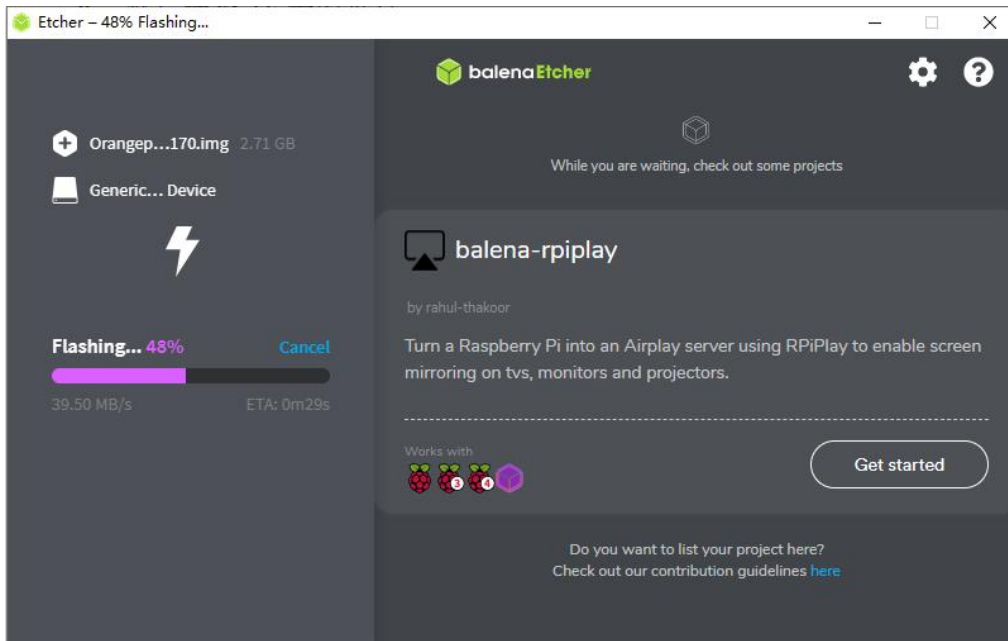 Etcher – 48% Flashing...
balenaEtcher
Orangep...170.img 2.71 GB
Generic... Device
While you are waiting, check out some projects
balena-rpiplay
by rahul-thakoor
Flashing... 48% Cancel
39.50 MB/s ETA: 0m29s
Turn a Raspberry Pi into an Airplay server using RPiPlay to enable screen
mirroring on tvs, monitors and projectors.
Works with
3 4
Get started
Do you want to list your project here?
Check out our contribution guidelines here